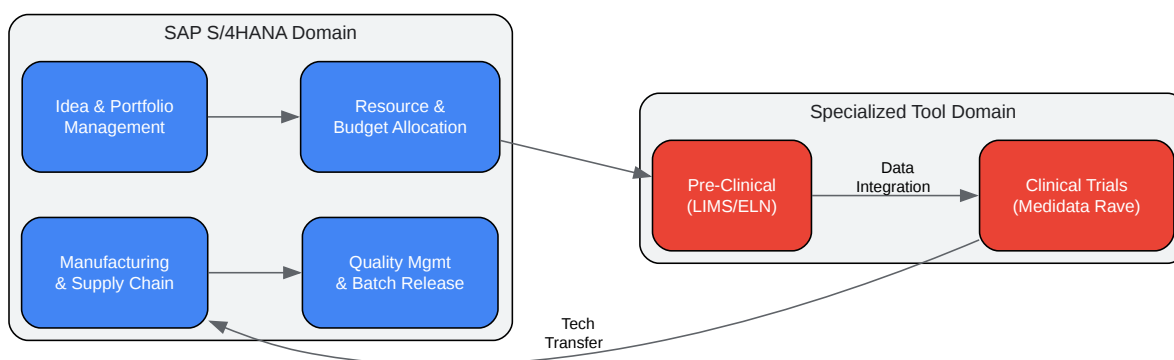 SAP S/4HANA Domain
Idea & Portfolio
Management
Resource &
Budget Allocation
Manufacturing
& Supply Chain
Quality Mgmt
& Batch Release
Specialized Tool Domain
Pre-Clinical
(LIMS/ELN)
Data
Integration
Clinical Trials
(Medidata Rave)
Tech
Transfer